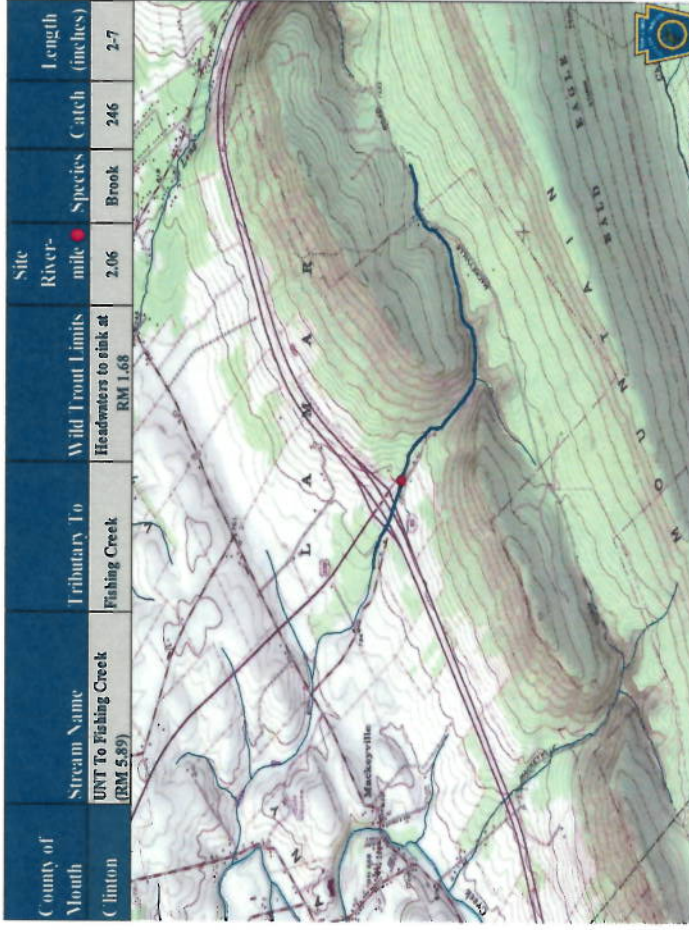 County of Mouth
Stream Name
Tributary To
Wild Trout Limits
Site River-mile
Species
Catch
Length (inches)
Clinton
UNT To Fishing Creek (RM 5.89)
Fishing Creek
Headwaters to sink at RM 1.68
2.06
Brook
246
2-7
L A M A R
BALD EAGLE
MOUNTAIN
Mackeyville
Creek